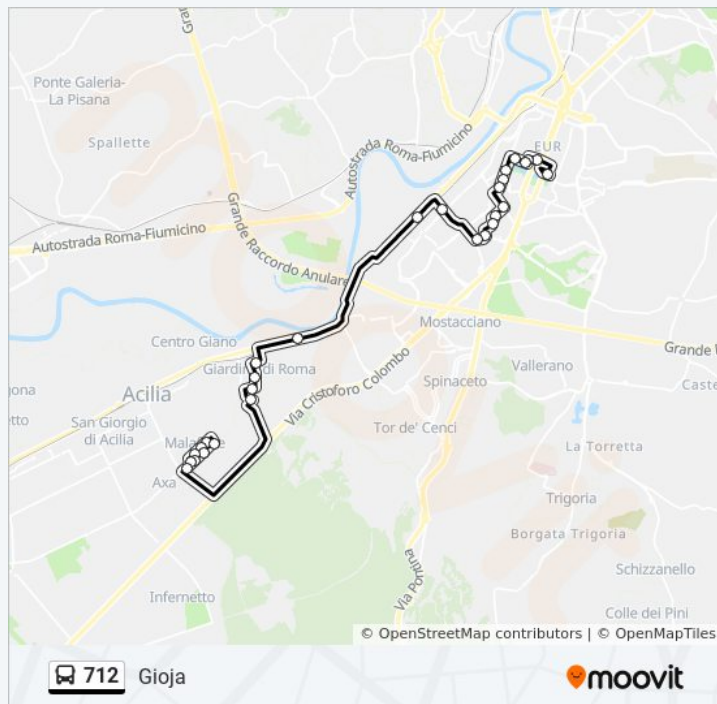 Ponte Galeria-
La Pisana
Spallette
Autostrada Roma-Fiumicino
EUR
Grande Raccordo Anulare
Autostrada Roma-Fiumicino
Mostacciano
Centro Giano
Giardini di Roma
Via Cristoforo Colombo
Vallerano
Grande
Acilia
Spinaceto
Caste
San Giorgio
di Acilia
Tor de' Cenci
La Torretta
Axa
Trigoria
Borgata Trigoria
Via Pontina
Schizzanello
Infernetto
Colle dei Pini
© OpenStreetMap contributors | © OpenMapTiles
712 Gioja
moovit